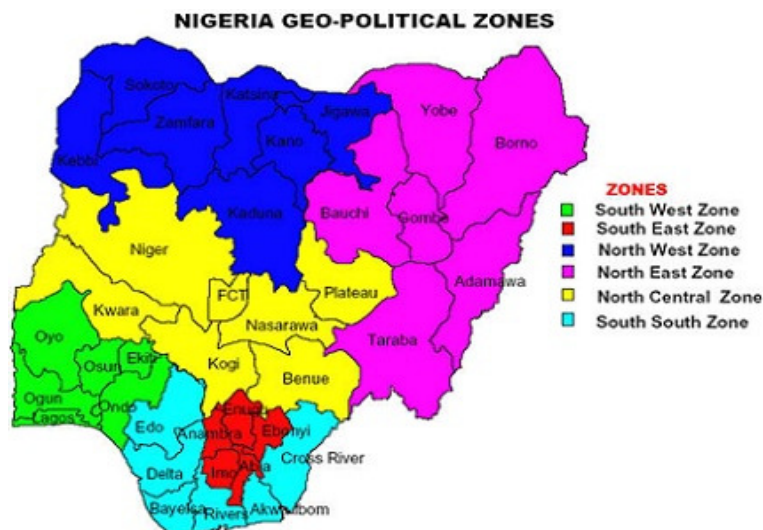 NIGERIA GEO-POLITICAL ZONES
Sokoto
Katsina
Jigawa
Yobe
Borno
Zamfara
Kano
Kebbi
Kaduna
Bauchi
Gombe
Niger
Adamawa
FCT
Plateau
Kwara
Nasarawa
Taraba
Oyo
Osun
Ekiti
Kogi
Benue
Ogun
Ondo
Lagos
Edo
Enugu
Anambra
Ebonyi
Cross River
Delta
Imo
Abia
Bayelsa
Rivers
Akwa Ibom
ZONES
South West Zone
South East Zone
North West Zone
North East Zone
North Central Zone
South South Zone